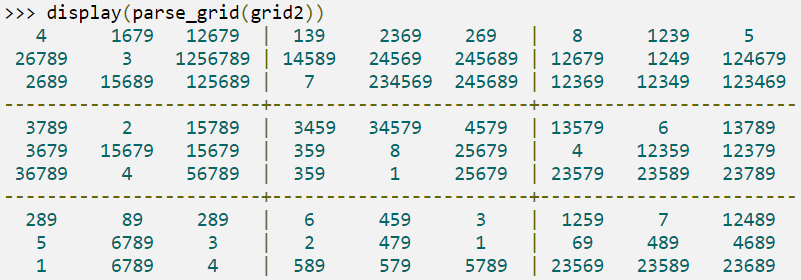 >>> display(parse_grid(grid2))
   4      1679   12679  |  139     2369    269   |   8      1239     5
 26789     3    1256789 | 14589   24569   245689 | 12679    1249   124679
  2689   15689   125689 |   7     234569  245689 | 12369   12349   123469
------------------------+------------------------+------------------------
  3789     2     15789  |  3459   34579    4579  | 13579     6     13789
  3679   15679   15679  |  359      8     25679  |   4     12359   12379
 36789     4     56789  |  359      1     25679  | 23579   23589   23789
------------------------+------------------------+------------------------
  289      89     289   |   6      459      3    |  1259     7     12489
   5      6789     3    |   2      479      1    |   69     489     4689
   1      6789     4    |  589     579     5789  | 23569   23589   23689